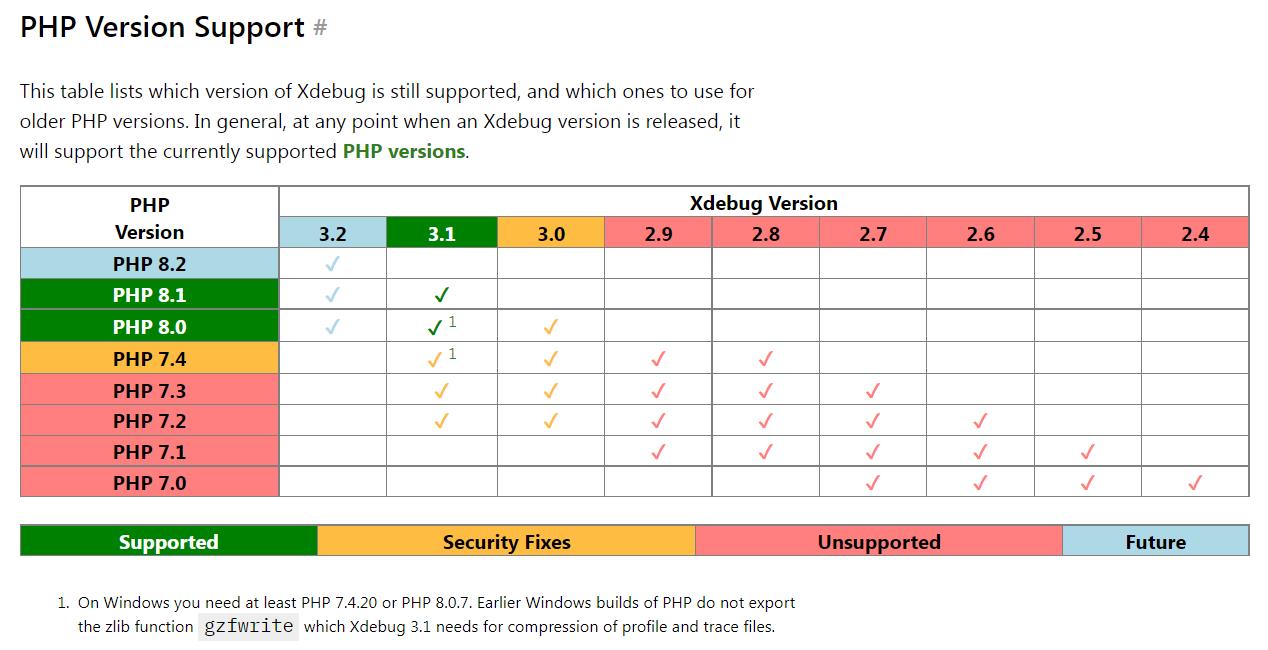 PHP Version Support #
This table lists which version of Xdebug is still supported, and which ones to use for
older PHP versions. In general, at any point when an Xdebug version is released, it
will support the currently supported PHP versions.
PHP Version Xdebug Version
3.2 3.1 3.0 2.9 2.8 2.7 2.6 2.5 2.4
PHP 8.2 ✓
PHP 8.1 ✓ ✓
PHP 8.0 ✓ ✓ 1 ✓
PHP 7.4 ✓ 1 ✓ ✓ ✓
PHP 7.3 ✓ ✓ ✓ ✓ ✓
PHP 7.2 ✓ ✓ ✓ ✓ ✓ ✓
PHP 7.1 ✓ ✓ ✓ ✓ ✓
PHP 7.0 ✓ ✓ ✓ ✓
Supported Security Fixes Unsupported Future
1. On Windows you need at least PHP 7.4.20 or PHP 8.0.7. Earlier Windows builds of PHP do not export
the zlib function gzfwrite which Xdebug 3.1 needs for compression of profile and trace files.